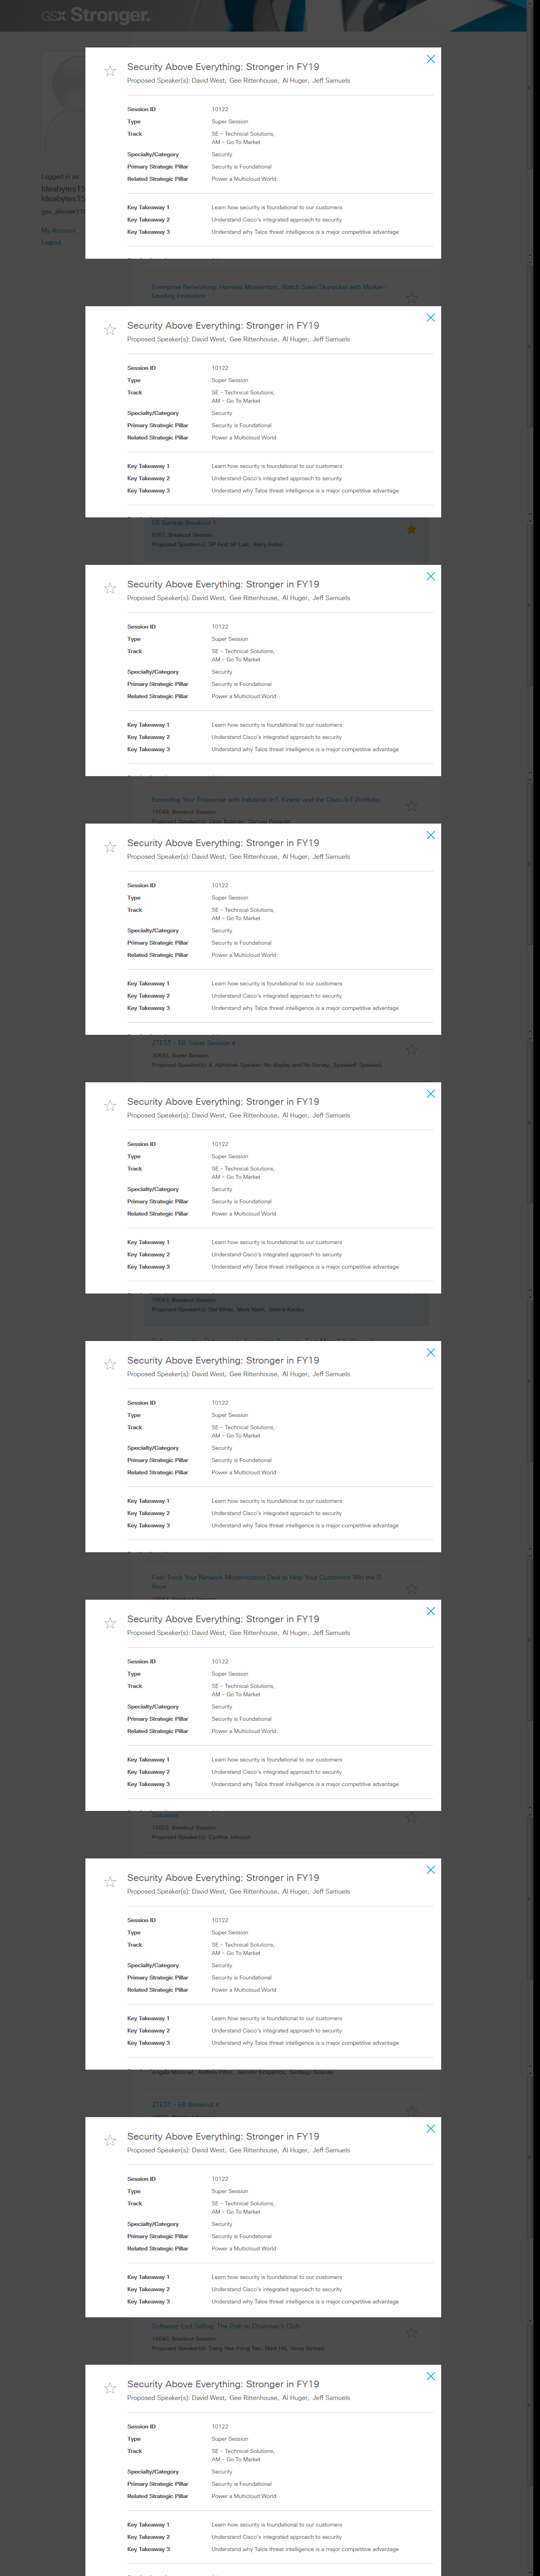 GSX Stronger.
Security Above Everything: Stronger in FY19
Proposed Speaker(s): David West, Gee Rittenhouse, Al Huger, Jeff Samuels
Session ID 10122
Type Super Session
Track SE - Technical Solutions,
AM - Go To Market
Specialty/Category Security
Primary Strategic Pillar Security is Foundational
Logged in as
Related Strategic Pillar Power a Multicloud World
Key Takeaway 1 Learn how security is foundational to our customers
Key Takeaway 2 Understand Cisco's integrated approach to security
My Account
Key Takeaway 3 Understand why Talos threat intelligence is a major competitive advantage
Logout
Enterprise Networking: Harness Momentum, Watch Sales Skyrocket with Market-
Leading Innovation
Security Above Everything: Stronger in FY19
Proposed Speaker(s): David West, Gee Rittenhouse, Al Huger, Jeff Samuels
Session ID 10122
Type Super Session
Track SE - Technical Solutions,
AM - Go To Market
Specialty/Category Security
Primary Strategic Pillar Security is Foundational
Related Strategic Pillar Power a Multicloud World
Key Takeaway 1 Learn how security is foundational to our customers
Key Takeaway 2 Understand Cisco's integrated approach to security
Key Takeaway 3 Understand why Talos threat intelligence is a major competitive advantage
EB Sample Breakout 1
9767, Breakout Session
Proposed Speaker(s): SP First SP Last, Kerry Fallon
Security Above Everything: Stronger in FY19
Proposed Speaker(s): David West, Gee Rittenhouse, Al Huger, Jeff Samuels
Session ID 10122
Type Super Session
Track SE - Technical Solutions,
AM - Go To Market
Specialty/Category Security
Primary Strategic Pillar Security is Foundational
Related Strategic Pillar Power a Multicloud World
Key Takeaway 1 Learn how security is foundational to our customers
Key Takeaway 2 Understand Cisco's integrated approach to security
Key Takeaway 3 Understand why Talos threat intelligence is a major competitive advantage
Extending Your Enterprise with Industrial IoT, Kinetic and the Cisco IoT Portfolio
10048, Breakout Session
Security Above Everything: Stronger in FY19
Proposed Speaker(s): David West, Gee Rittenhouse, Al Huger, Jeff Samuels
Session ID 10122
Type Super Session
Track SE - Technical Solutions,
AM - Go To Market
Specialty/Category Security
Primary Strategic Pillar Security is Foundational
Related Strategic Pillar Power a Multicloud World
Key Takeaway 1 Learn how security is foundational to our customers
Key Takeaway 2 Understand Cisco's integrated approach to security
Key Takeaway 3 Understand why Talos threat intelligence is a major competitive advantage
ZTEST - EB Super Session 4
10693, Super Session
Proposed Speaker(s): A. Abhishek Speaker: No display and No Survey, Speaker1 Speaker1
Security Above Everything: Stronger in FY19
Proposed Speaker(s): David West, Gee Rittenhouse, Al Huger, Jeff Samuels
Session ID 10122
Type Super Session
Track SE - Technical Solutions,
AM - Go To Market
Specialty/Category Security
Primary Strategic Pillar Security is Foundational
Related Strategic Pillar Power a Multicloud World
Key Takeaway 1 Learn how security is foundational to our customers
Key Takeaway 2 Understand Cisco's integrated approach to security
Key Takeaway 3 Understand why Talos threat intelligence is a major competitive advantage
10043, Breakout Session
Security Above Everything: Stronger in FY19
Proposed Speaker(s): David West, Gee Rittenhouse, Al Huger, Jeff Samuels
Session ID 10122
Type Super Session
Track SE - Technical Solutions,
AM - Go To Market
Specialty/Category Security
Primary Strategic Pillar Security is Foundational
Related Strategic Pillar Power a Multicloud World
Key Takeaway 1 Learn how security is foundational to our customers
Key Takeaway 2 Understand Cisco's integrated approach to security
Key Takeaway 3 Understand why Talos threat intelligence is a major competitive advantage
Fast-Track Your Network Modernization Deal to Help Your Customers Win the IT
Race
Security Above Everything: Stronger in FY19
Proposed Speaker(s): David West, Gee Rittenhouse, Al Huger, Jeff Samuels
Session ID 10122
Type Super Session
Track SE - Technical Solutions,
AM - Go To Market
Specialty/Category Security
Primary Strategic Pillar Security is Foundational
Related Strategic Pillar Power a Multicloud World
Key Takeaway 1 Learn how security is foundational to our customers
Key Takeaway 2 Understand Cisco's integrated approach to security
Key Takeaway 3 Understand why Talos threat intelligence is a major competitive advantage
Solutions
Breakout Session
Proposed Speaker(s): Carlina Johnson
Security Above Everything: Stronger in FY19
Proposed Speaker(s): David West, Gee Rittenhouse, Al Huger, Jeff Samuels
Session ID 10122
Type Super Session
Track SE - Technical Solutions,
AM - Go To Market
Specialty/Category Security
Primary Strategic Pillar Security is Foundational
Related Strategic Pillar Power a Multicloud World
Key Takeaway 1 Learn how security is foundational to our customers
Key Takeaway 2 Understand Cisco's integrated approach to security
Key Takeaway 3 Understand why Talos threat intelligence is a major competitive advantage
ZTEST - EB Breakout 4
Security Above Everything: Stronger in FY19
Proposed Speaker(s): David West, Gee Rittenhouse, Al Huger, Jeff Samuels
Session ID 10122
Type Super Session
Track SE - Technical Solutions,
AM - Go To Market
Specialty/Category Security
Primary Strategic Pillar Security is Foundational
Related Strategic Pillar Power a Multicloud World
Key Takeaway 1 Learn how security is foundational to our customers
Key Takeaway 2 Understand Cisco's integrated approach to security
Key Takeaway 3 Understand why Talos threat intelligence is a major competitive advantage
Software-Led Selling: The Path to Chairman's Club
10040, Breakout Session
Security Above Everything: Stronger in FY19
Proposed Speaker(s): David West, Gee Rittenhouse, Al Huger, Jeff Samuels
Session ID 10122
Type Super Session
Track SE - Technical Solutions,
AM - Go To Market
Specialty/Category Security
Primary Strategic Pillar Security is Foundational
Related Strategic Pillar Power a Multicloud World
Key Takeaway 1 Learn how security is foundational to our customers
Key Takeaway 2 Understand Cisco's integrated approach to security
Key Takeaway 3 Understand why Talos threat intelligence is a major competitive advantage